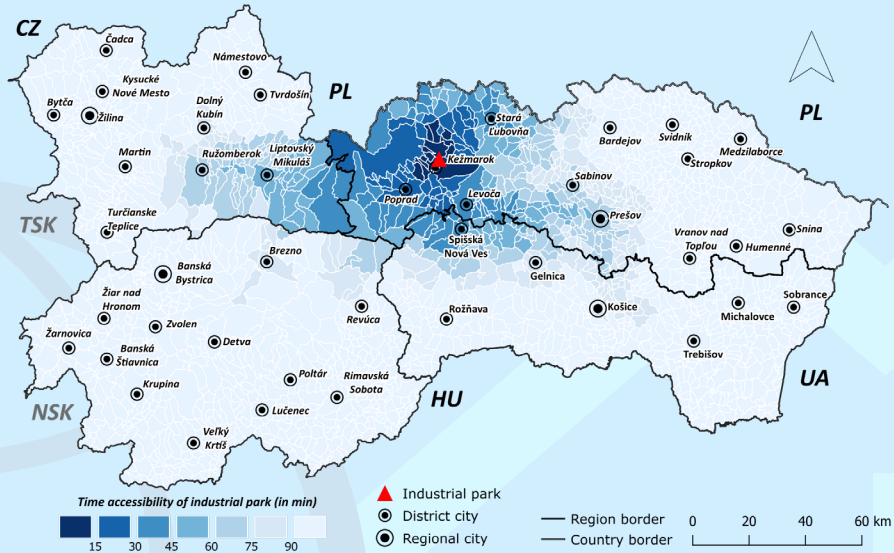 CZ
Čadca
Námestovo
Kysucké
Nové Mesto
Tvrdošín
PL
PL
Bytča
Žilina
Dolný
Kubín
Stará
Ľubovňa
Bardejov
Svidník
Medzilaborce
Stropkov
Martin
Ružomberok
Liptovský
Mikuláš
Kežmarok
Poprad
Levoča
Sabinov
Prešov
TSK
Turčianske
Teplice
Spišská
Nová Ves
Vranov nad
Topľou
Humenné
Snina
Brezno
Banská
Bystrica
Gelnica
Žiar nad
Hronom
Revúca
Rožňava
Košice
Michalovce
Sobrance
Žarnovica
Zvolen
Detva
Trebišov
Banská
Štiavnica
Krupina
Poltár
Rimavská
Sobota
UA
HU
NSK
Lučenec
Veľký
Krtíš
Time accessibility of industrial park (in min)
15 30 45 60 75 90
Industrial park
District city
Regional city
Region border
Country border
0 20 40 60 km